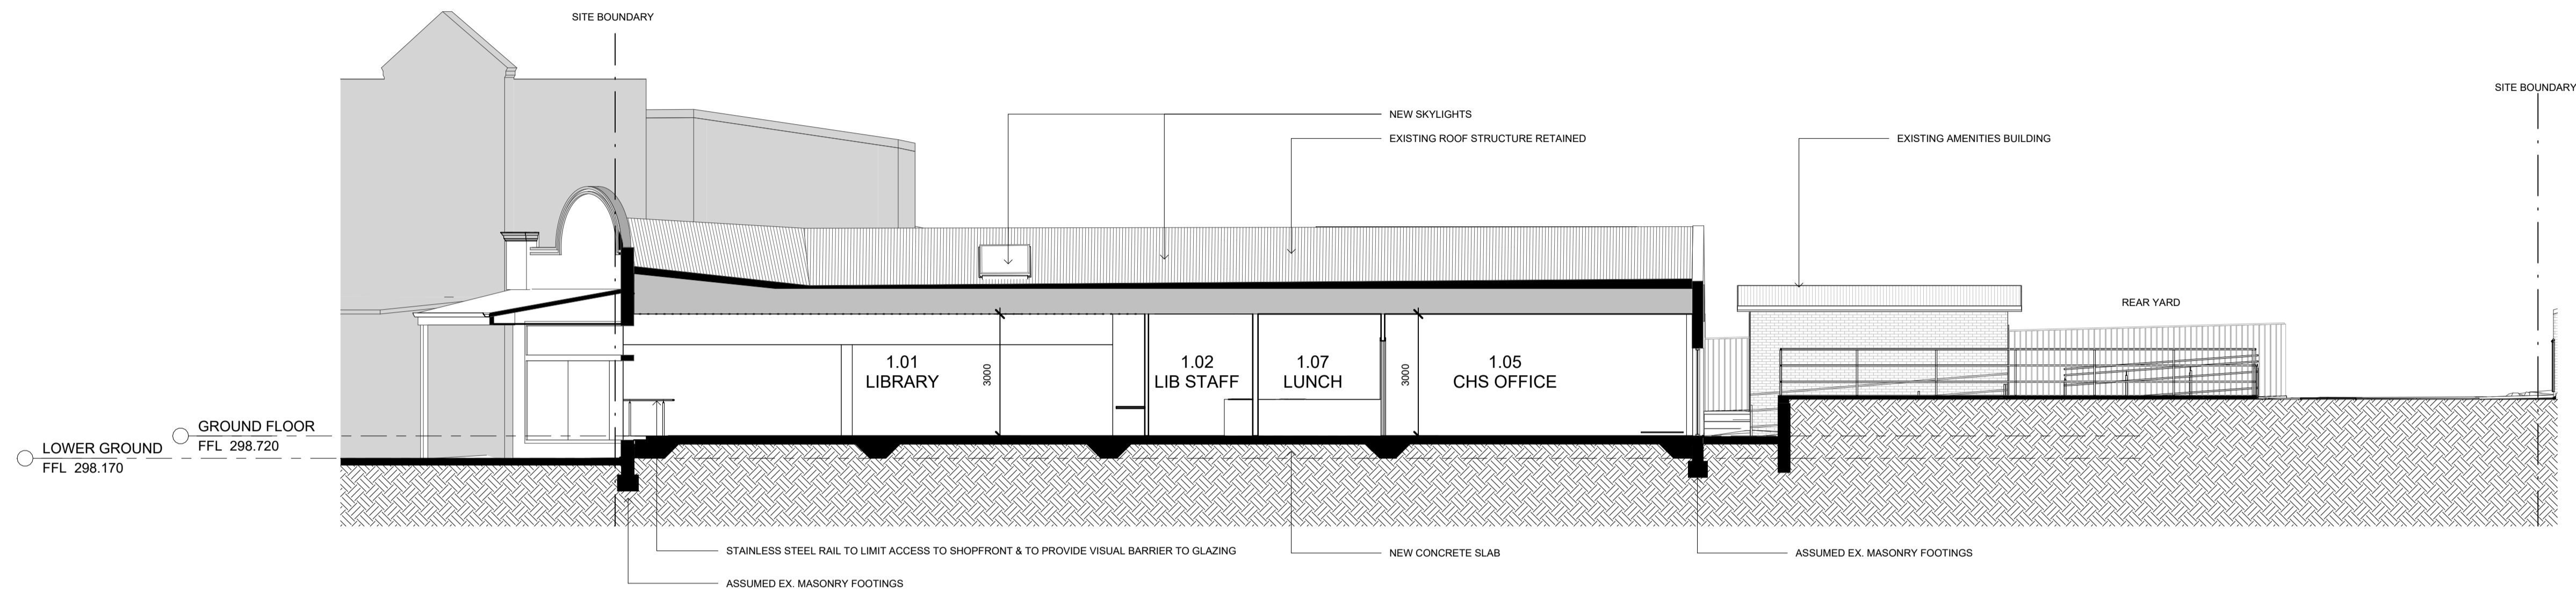 SITE BOUNDARY
SITE BOUNDARY
NEW SKYLIGHTS
EXISTING ROOF STRUCTURE RETAINED
EXISTING AMENITIES BUILDING
REAR YARD
1.01
LIBRARY
3000
1.02
LIB STAFF
1.07
LUNCH
3000
1.05
CHS OFFICE
GROUND FLOOR
FFL 298.720
LOWER GROUND
FFL 298.170
STAINLESS STEEL RAIL TO LIMIT ACCESS TO SHOPFRONT & TO PROVIDE VISUAL BARRIER TO GLAZING
NEW CONCRETE SLAB
ASSUMED EX. MASONRY FOOTINGS
ASSUMED EX. MASONRY FOOTINGS